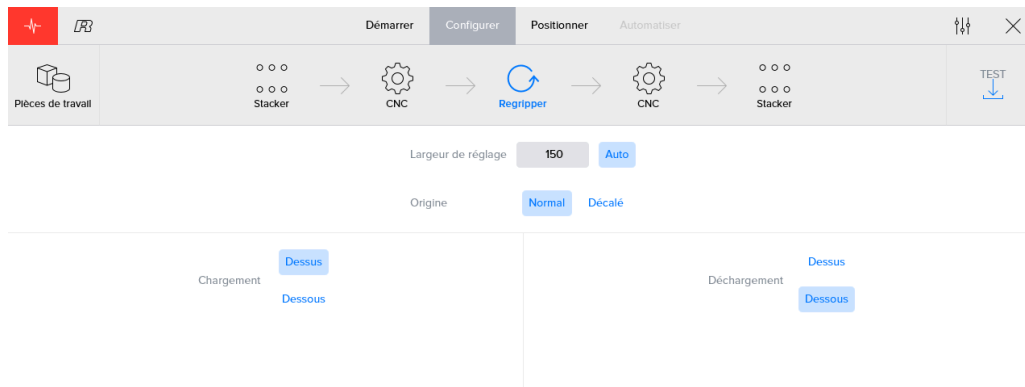 Démarrer Configurer Positionner Automatiser
Pièces de travail Stacker CNC Regripper CNC Stacker TEST
Largeur de réglage 150 Auto
Origine Normal Décalé
Chargement Dessus Dessous
Déchargement Dessus Dessous